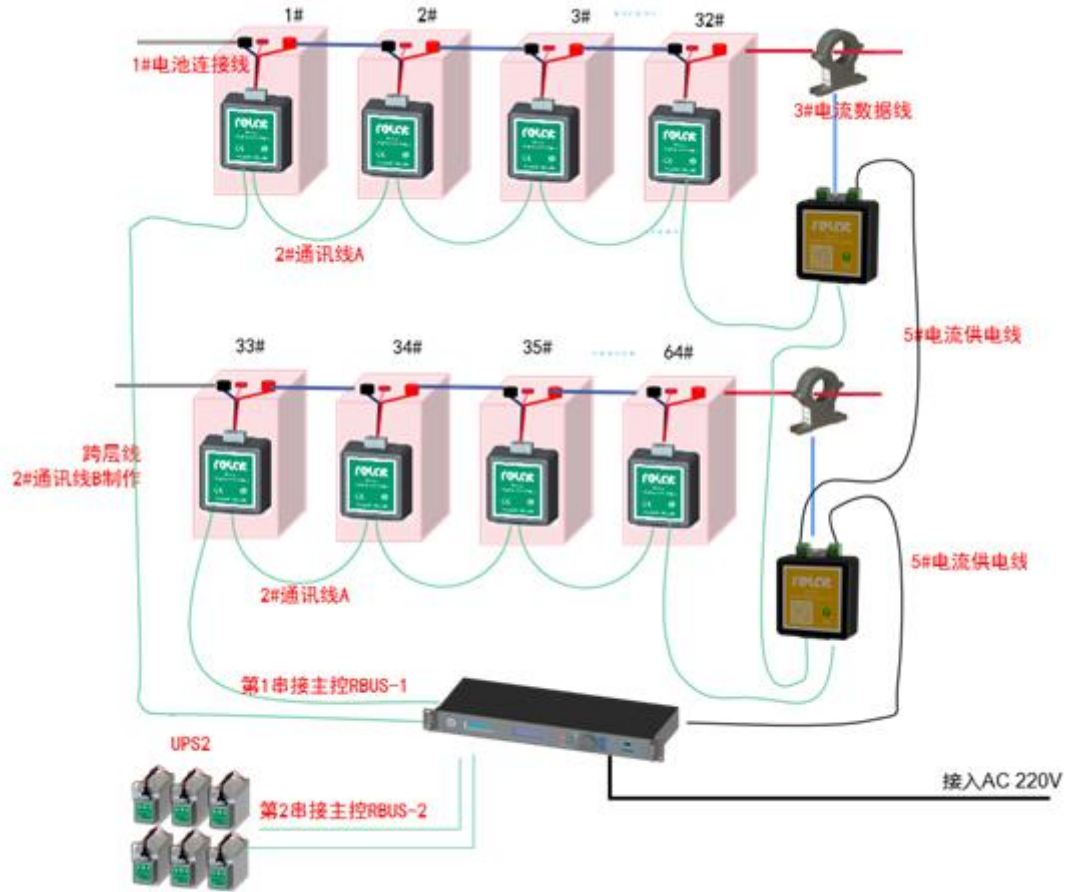 1# 2# 3# 32#
1#电池连接线
3#电流数据线
2#通讯线A
5#电流供电线
33# 34# 35# 64#
跨层线
2#通讯线B制作
5#电流供电线
2#通讯线A
第1串接主控RBUS-1
UPS2
接入AC 220V
第2串接主控RBUS-2